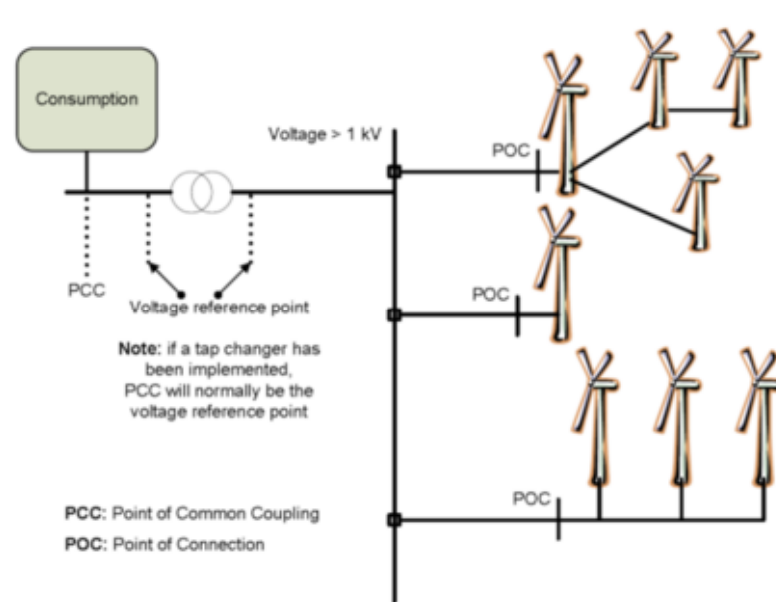 Consumption
Voltage > 1 kV
POC
PCC
Voltage reference point
POC
Note: if a tap changer has
been implemented,
PCC will normally be the
voltage reference point
POC
PCC: Point of Common Coupling
POC: Point of Connection